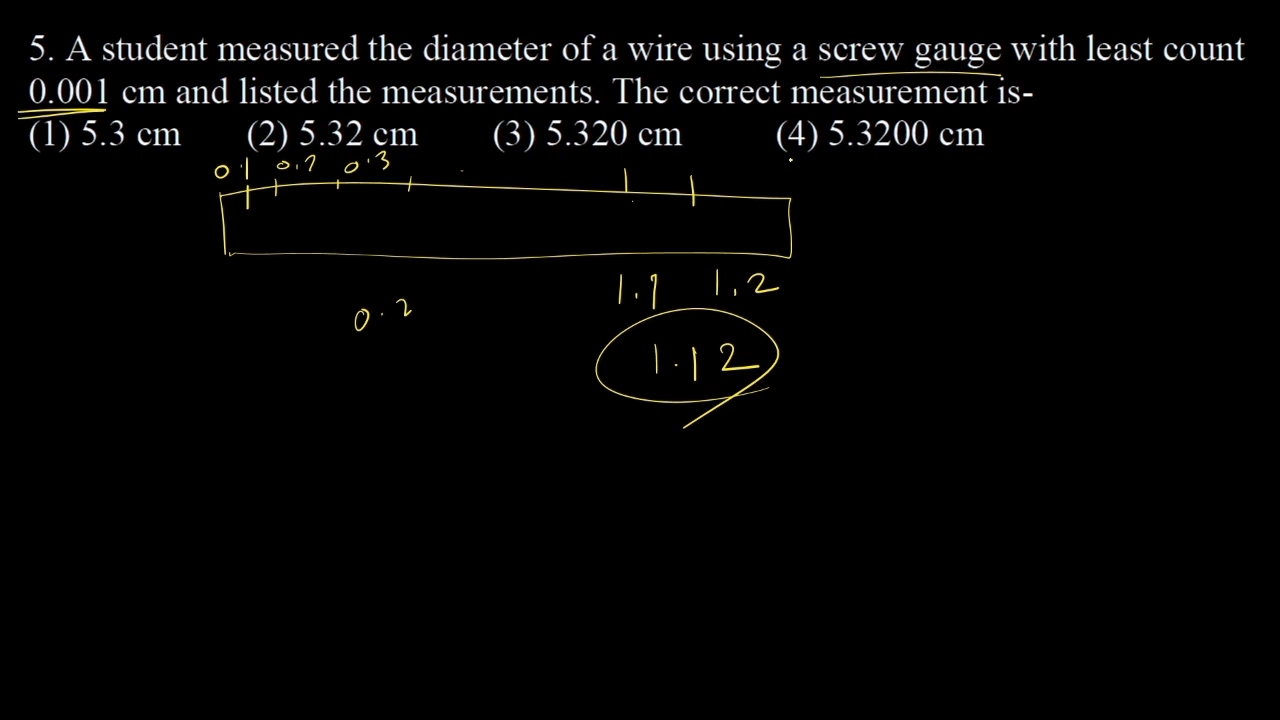 5. A student measured the diameter of a wire using a screw gauge with least count
0.001 cm and listed the measurements. The correct measurement is-
(1) 5.3 cm (2) 5.32 cm (3) 5.320 cm (4) 5.3200 cm
0.1 0.2 0.3
1.1 1.2
0.2
1.12